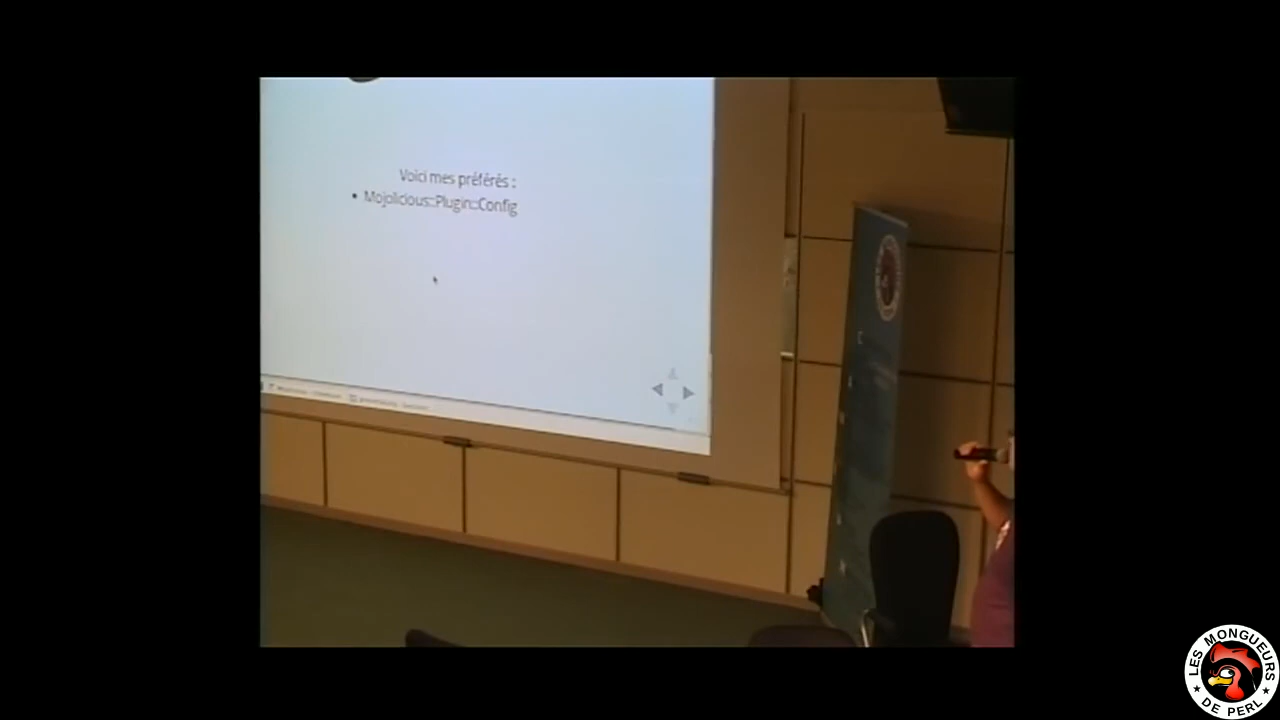 Voici mes préférés :
• Mojolicious::Plugin::Config
LES MONGUEURS
DE PERL